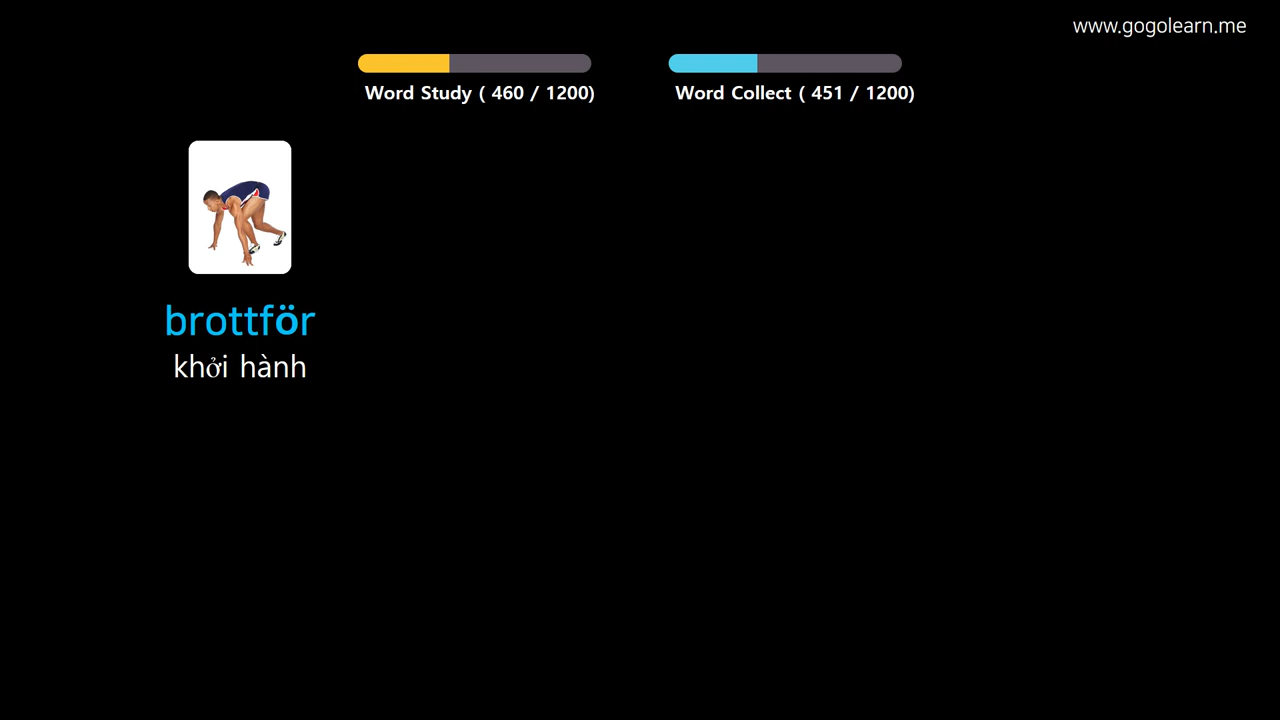 www.gogolearn.me
Word Study ( 460 / 1200)
Word Collect ( 451 / 1200)
brottför
khởi hành